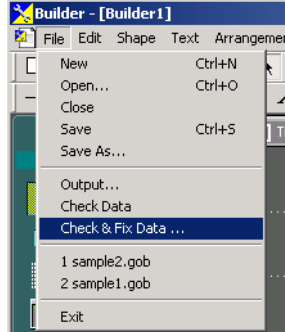 Builder - [Builder1]
File Edit Shape Text Arrangemen
New Ctrl+N
Open... Ctrl+O
Close
Save Ctrl+S
Save As...
Output...
Check Data
Check & Fix Data ...
1 sample2.gob
2 sample1.gob
Exit